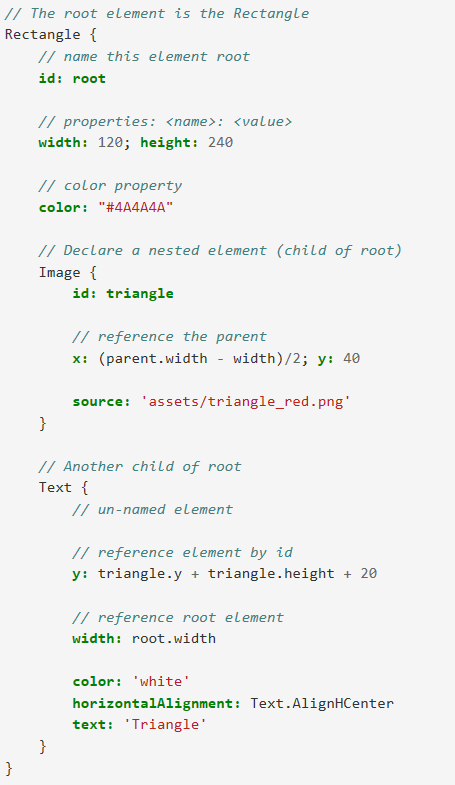 // The root element is the Rectangle
Rectangle {
    // name this element root
    id: root

    // properties: <name>: <value>
    width: 120; height: 240

    // color property
    color: "#4A4A4A"

    // Declare a nested element (child of root)
    Image {
        id: triangle

        // reference the parent
        x: (parent.width - width)/2; y: 40

        source: 'assets/triangle_red.png'
    }

    // Another child of root
    Text {
        // un-named element

        // reference element by id
        y: triangle.y + triangle.height + 20

        // reference root element
        width: root.width

        color: 'white'
        horizontalAlignment: Text.AlignHCenter
        text: 'Triangle'
    }
}